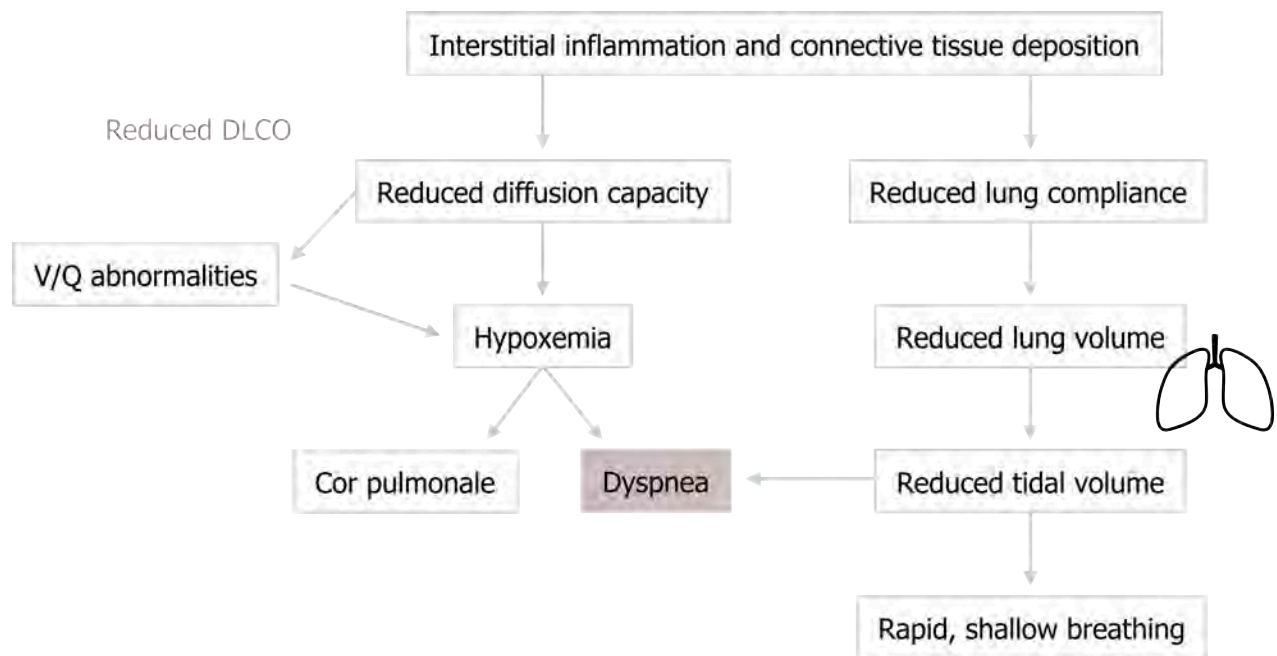 Interstitial inflammation and connective tissue deposition
Reduced DLCO
Reduced diffusion capacity
Reduced lung compliance
V/Q abnormalities
Hypoxemia
Reduced lung volume
Cor pulmonale
Dyspnea
Reduced tidal volume
Rapid, shallow breathing